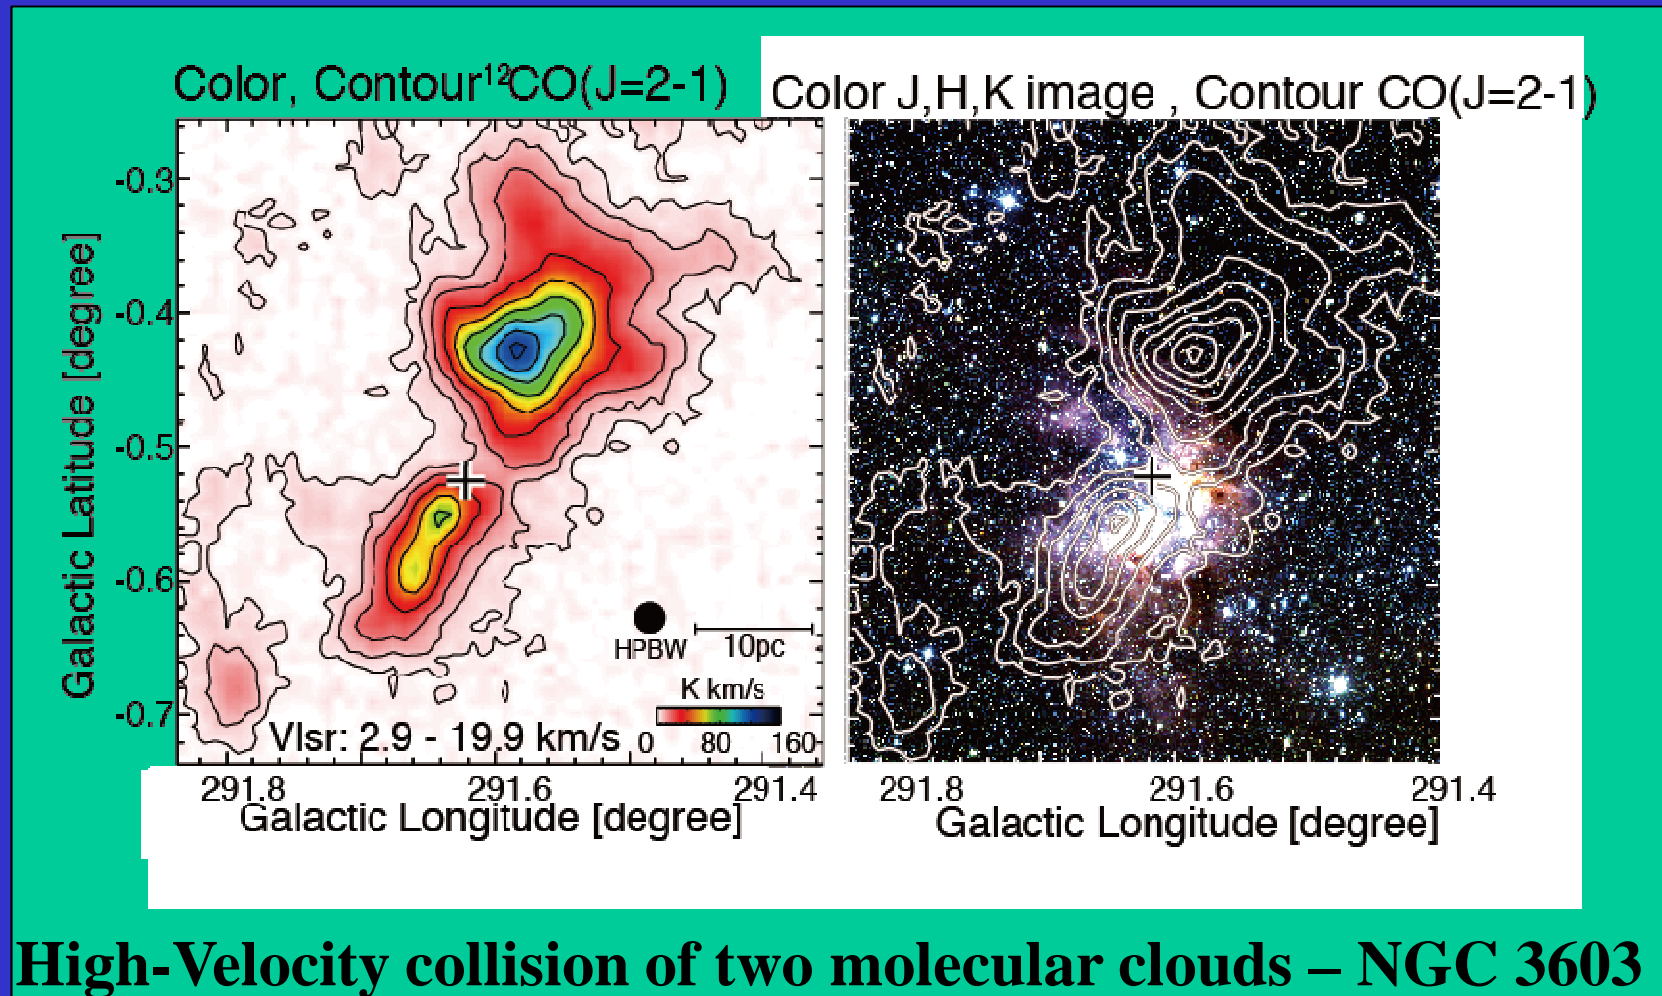 Color, Contour¹²CO(J=2-1)
Color J,H,K image , Contour CO(J=2-1)
Galactic Latitude [degree]
-0.3
-0.4
-0.5
-0.6
-0.7
HPBW
10pc
K km/s
Vlsr: 2.9 - 19.9 km/s
0 80 160
291.8 291.6 291.4
Galactic Longitude [degree]
291.8 291.6 291.4
Galactic Longitude [degree]
High-Velocity collision of two molecular clouds – NGC 3603